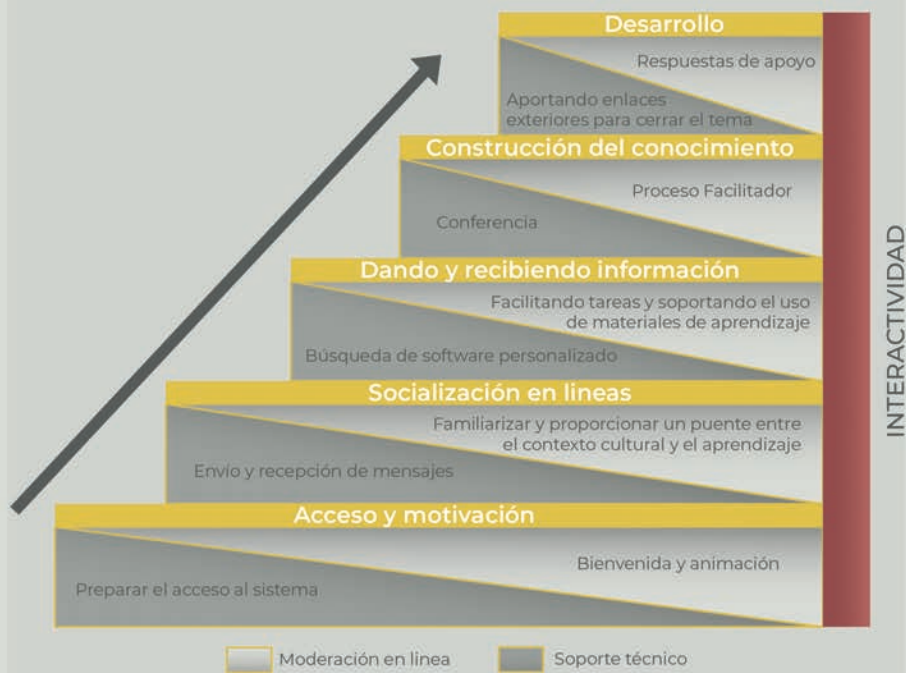 Desarrollo
Respuestas de apoyo
Aportando enlaces
exteriores para cerrar el tema
Construcción del conocimiento
Proceso Facilitador
Conferencia
Dando y recibiendo información
Facilitando tareas y soportando el uso
de materiales de aprendizaje
Búsqueda de software personalizado
Socialización en lineas
Familiarizar y proporcionar un puente entre
el contexto cultural y el aprendizaje
Envío y recepción de mensajes
Acceso y motivación
Bienvenida y animación
Preparar el acceso al sistema
INTERACTIVIDAD
Moderación en linea
Soporte técnico